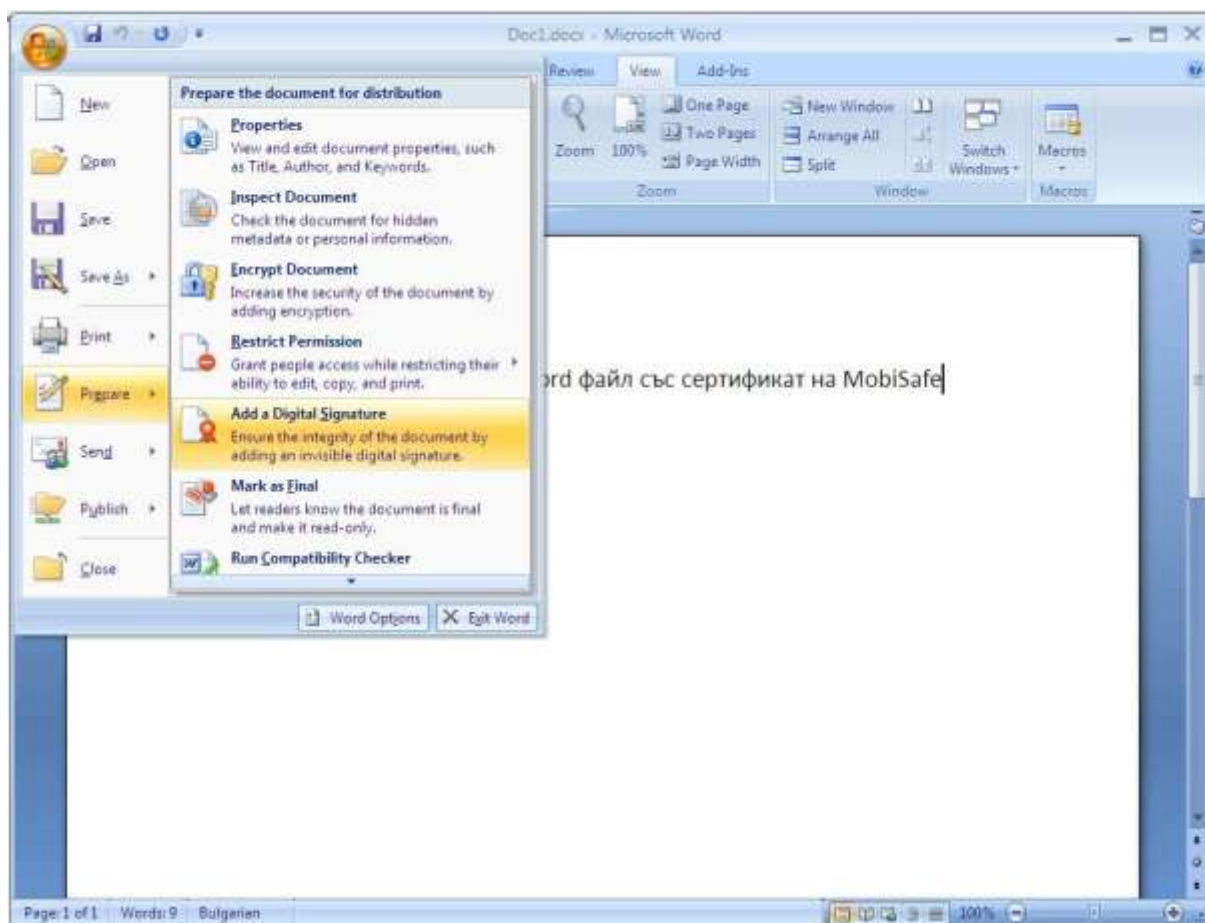 Doc1.docx - Microsoft Word
Review View Add-Ins
New
Open
Save
Save As
Print
Prepare
Send
Publish
Close
Prepare the document for distribution
Properties
View and edit document properties, such
as Title, Author, and Keywords.
Inspect Document
Check the document for hidden
metadata or personal information.
Encrypt Document
Increase the security of the document by
adding encryption.
Restrict Permission
Grant people access while restricting their
ability to edit, copy, and print.
Add a Digital Signature
Ensure the integrity of the document by
adding an invisible digital signature.
Mark as Final
Let readers know the document is final
and make it read-only.
Run Compatibility Checker
Word Options Exit Word
Zoom
100%
One Page
Two Pages
Page Width
Zoom
New Window
Arrange All
Split
Switch
Windows
Window
Macros
Macros
ord файл със сертификат на MobiSafe
Page: 1 of 1 Words: 9 Bulgarian 100%